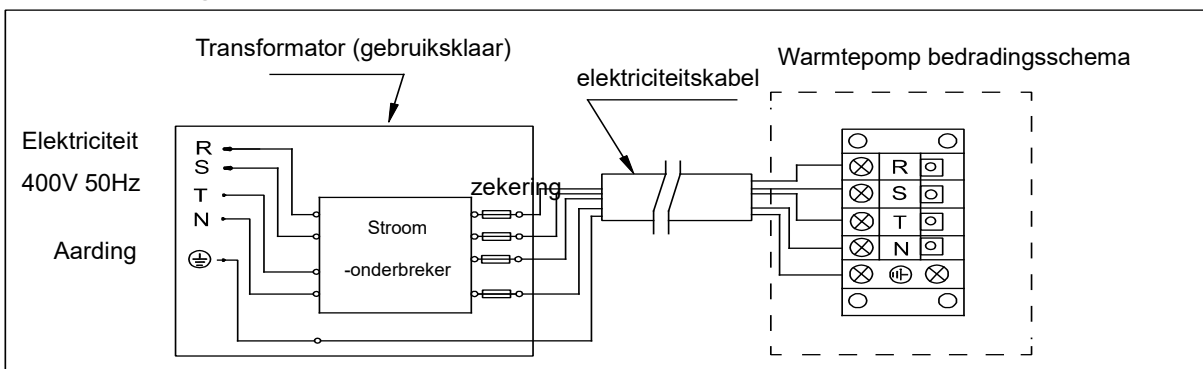 Transformator (gebruiksklaar)
elektriciteitskabel
Warmtepomp bedradingsschema
Elektriciteit
400V 50Hz
Aarding
R
S
T
N
zekering
Stroom
-onderbreker
R
S
T
N